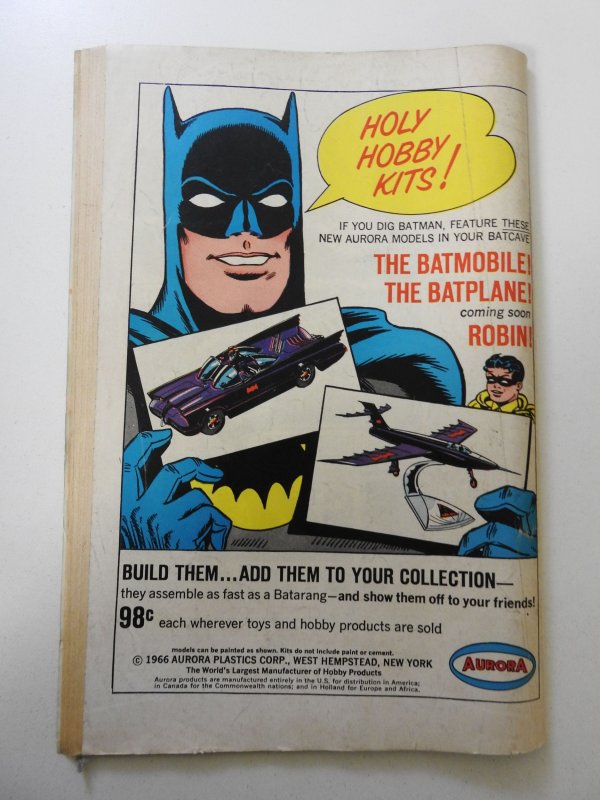 HOLY
HOBBY
KITS!
IF YOU DIG BATMAN, FEATURE THESE
NEW AURORA MODELS IN YOUR BATCAVE
THE BATMOBILE!
THE BATPLANE!
coming soon
ROBIN!
BUILD THEM...ADD THEM TO YOUR COLLECTION—
they assemble as fast as a Batarang—and show them off to your friends!
98c each wherever toys and hobby products are sold
models can be painted as shown. Kits do not include paint or cement.
© 1966 AURORA PLASTICS CORP., WEST HEMPSTEAD, NEW YORK
The World's Largest Manufacturer of Hobby Products
Aurora products are manufactured entirely in the U.S. for distribution in America;
in Canada for the Commonwealth nations; and in Holland for Europe and Africa.
AURORA